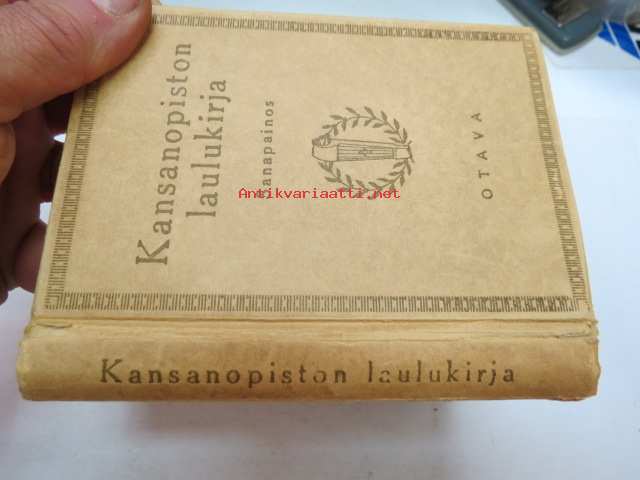 Kansanopiston
laulukirja
OTAVA
Antikvariaatti.net
Kansanopiston laulukirja